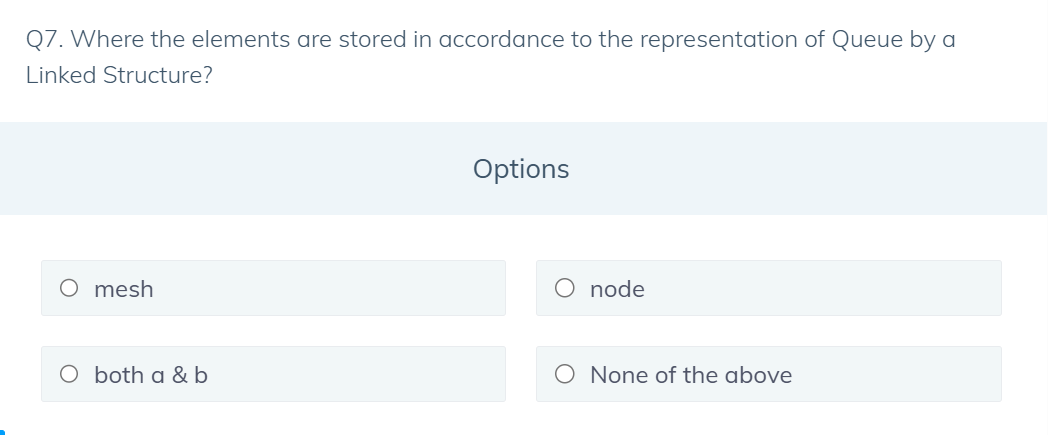 Q7. Where the elements are stored in accordance to the representation of Queue by a
Linked Structure?
Options
mesh
node
both a & b
None of the above